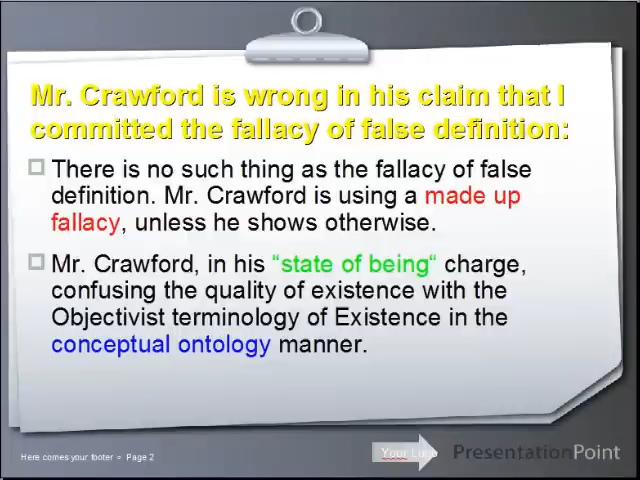 Mr. Crawford is wrong in his claim that I
committed the fallacy of false definition:
There is no such thing as the fallacy of false
definition. Mr. Crawford is using a made up
fallacy, unless he shows otherwise.
Mr. Crawford, in his “state of being“ charge,
confusing the quality of existence with the
Objectivist terminology of Existence in the
conceptual ontology manner.
Here comes your footer = Page 2
Your Logo
PresentationPoint